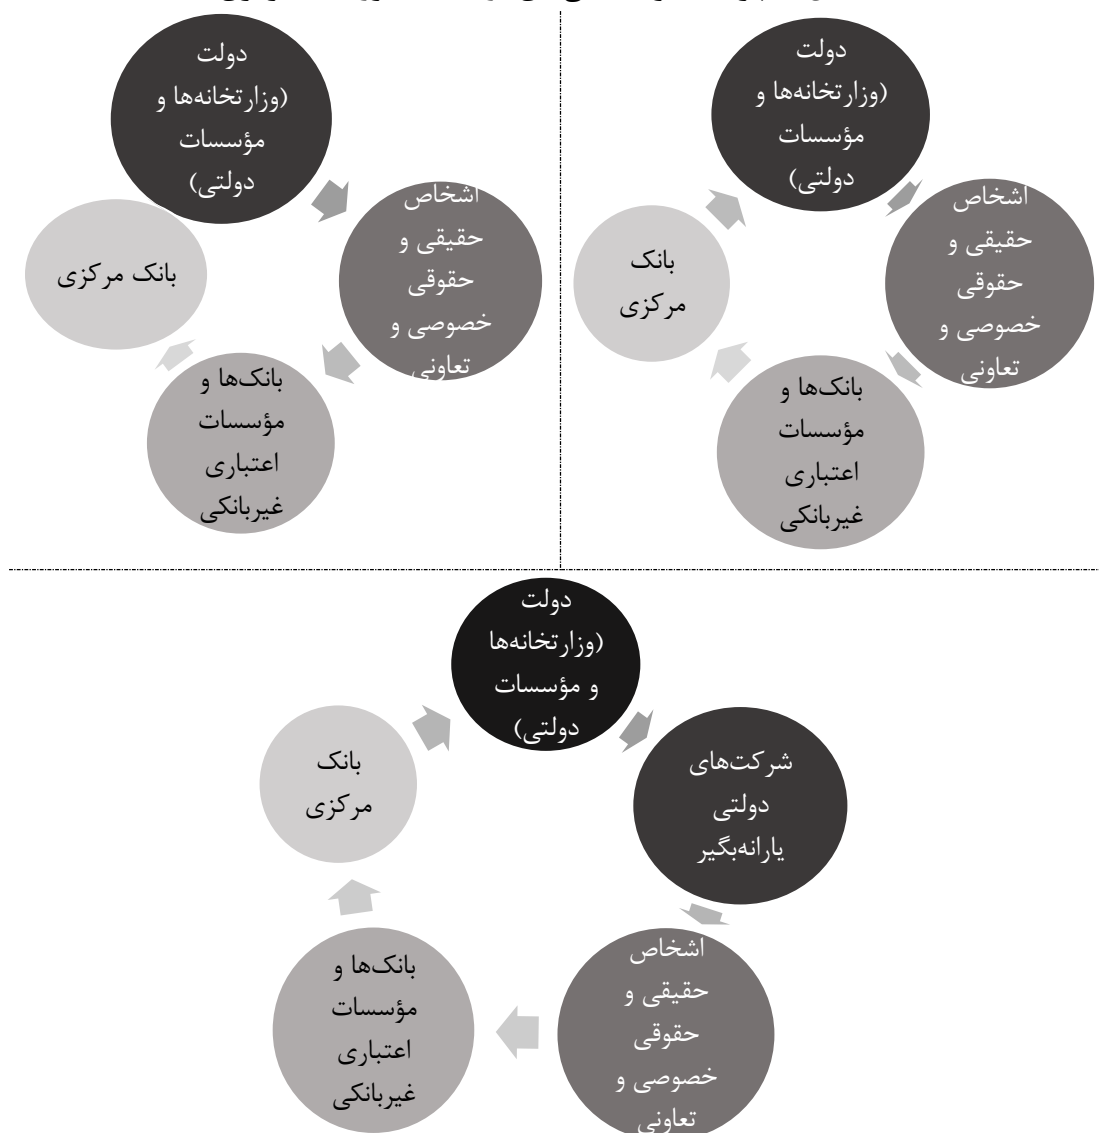 دولت
(وزارتخانه‌ها و
مؤسسات
دولتی)
اشخاص
حقیقی و
حقوقی
خصوصی و
تعاونی
بانک‌ها و
مؤسسات
اعتباری
غیربانکی
بانک
مرکزی
دولت
(وزارتخانه‌ها و
مؤسسات
دولتی)
اشخاص
حقیقی و
حقوقی
خصوصی و
تعاونی
بانک‌ها و
مؤسسات
اعتباری
غیربانکی
بانک مرکزی
دولت
(وزارتخانه‌ها
و مؤسسات
دولتی)
شرکت‌های
دولتی
یارانه‌بگیر
اشخاص
حقیقی و
حقوقی
خصوصی و
تعاونی
بانک‌ها و
مؤسسات
اعتباری
غیربانکی
بانک
مرکزی